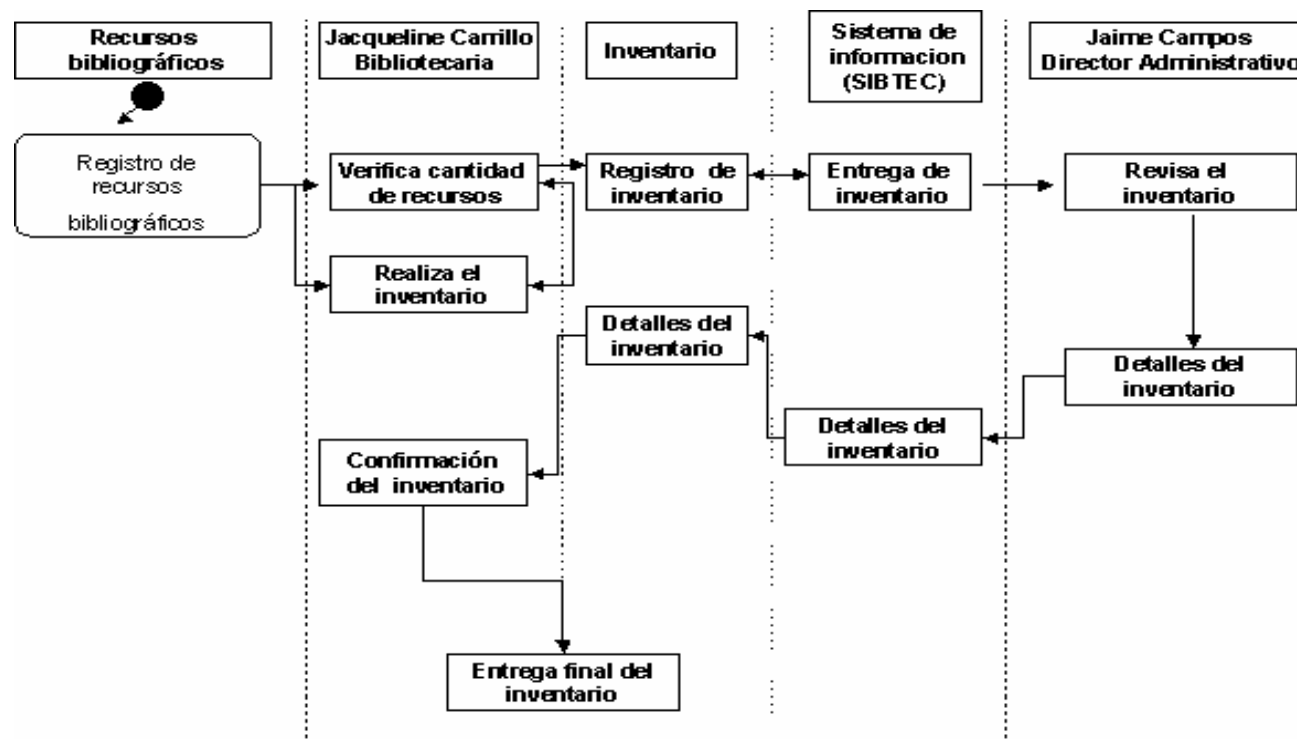 Recursos
bibliográficos
Jacqueline Carrillo
Bibliotecaria
Inventario
Sistema de
informacion
(SIBTEC)
Jaime Campos
Director Administrativo
Registro de
recursos
bibliográficos
Verifica cantidad
de recursos
Registro de
inventario
Entrega de
inventario
Revisa el
inventario
Realiza el
inventario
Detalles del
inventario
Detalles del
inventario
Detalles del
inventario
Confirmación
del inventario
Entrega final del
inventario